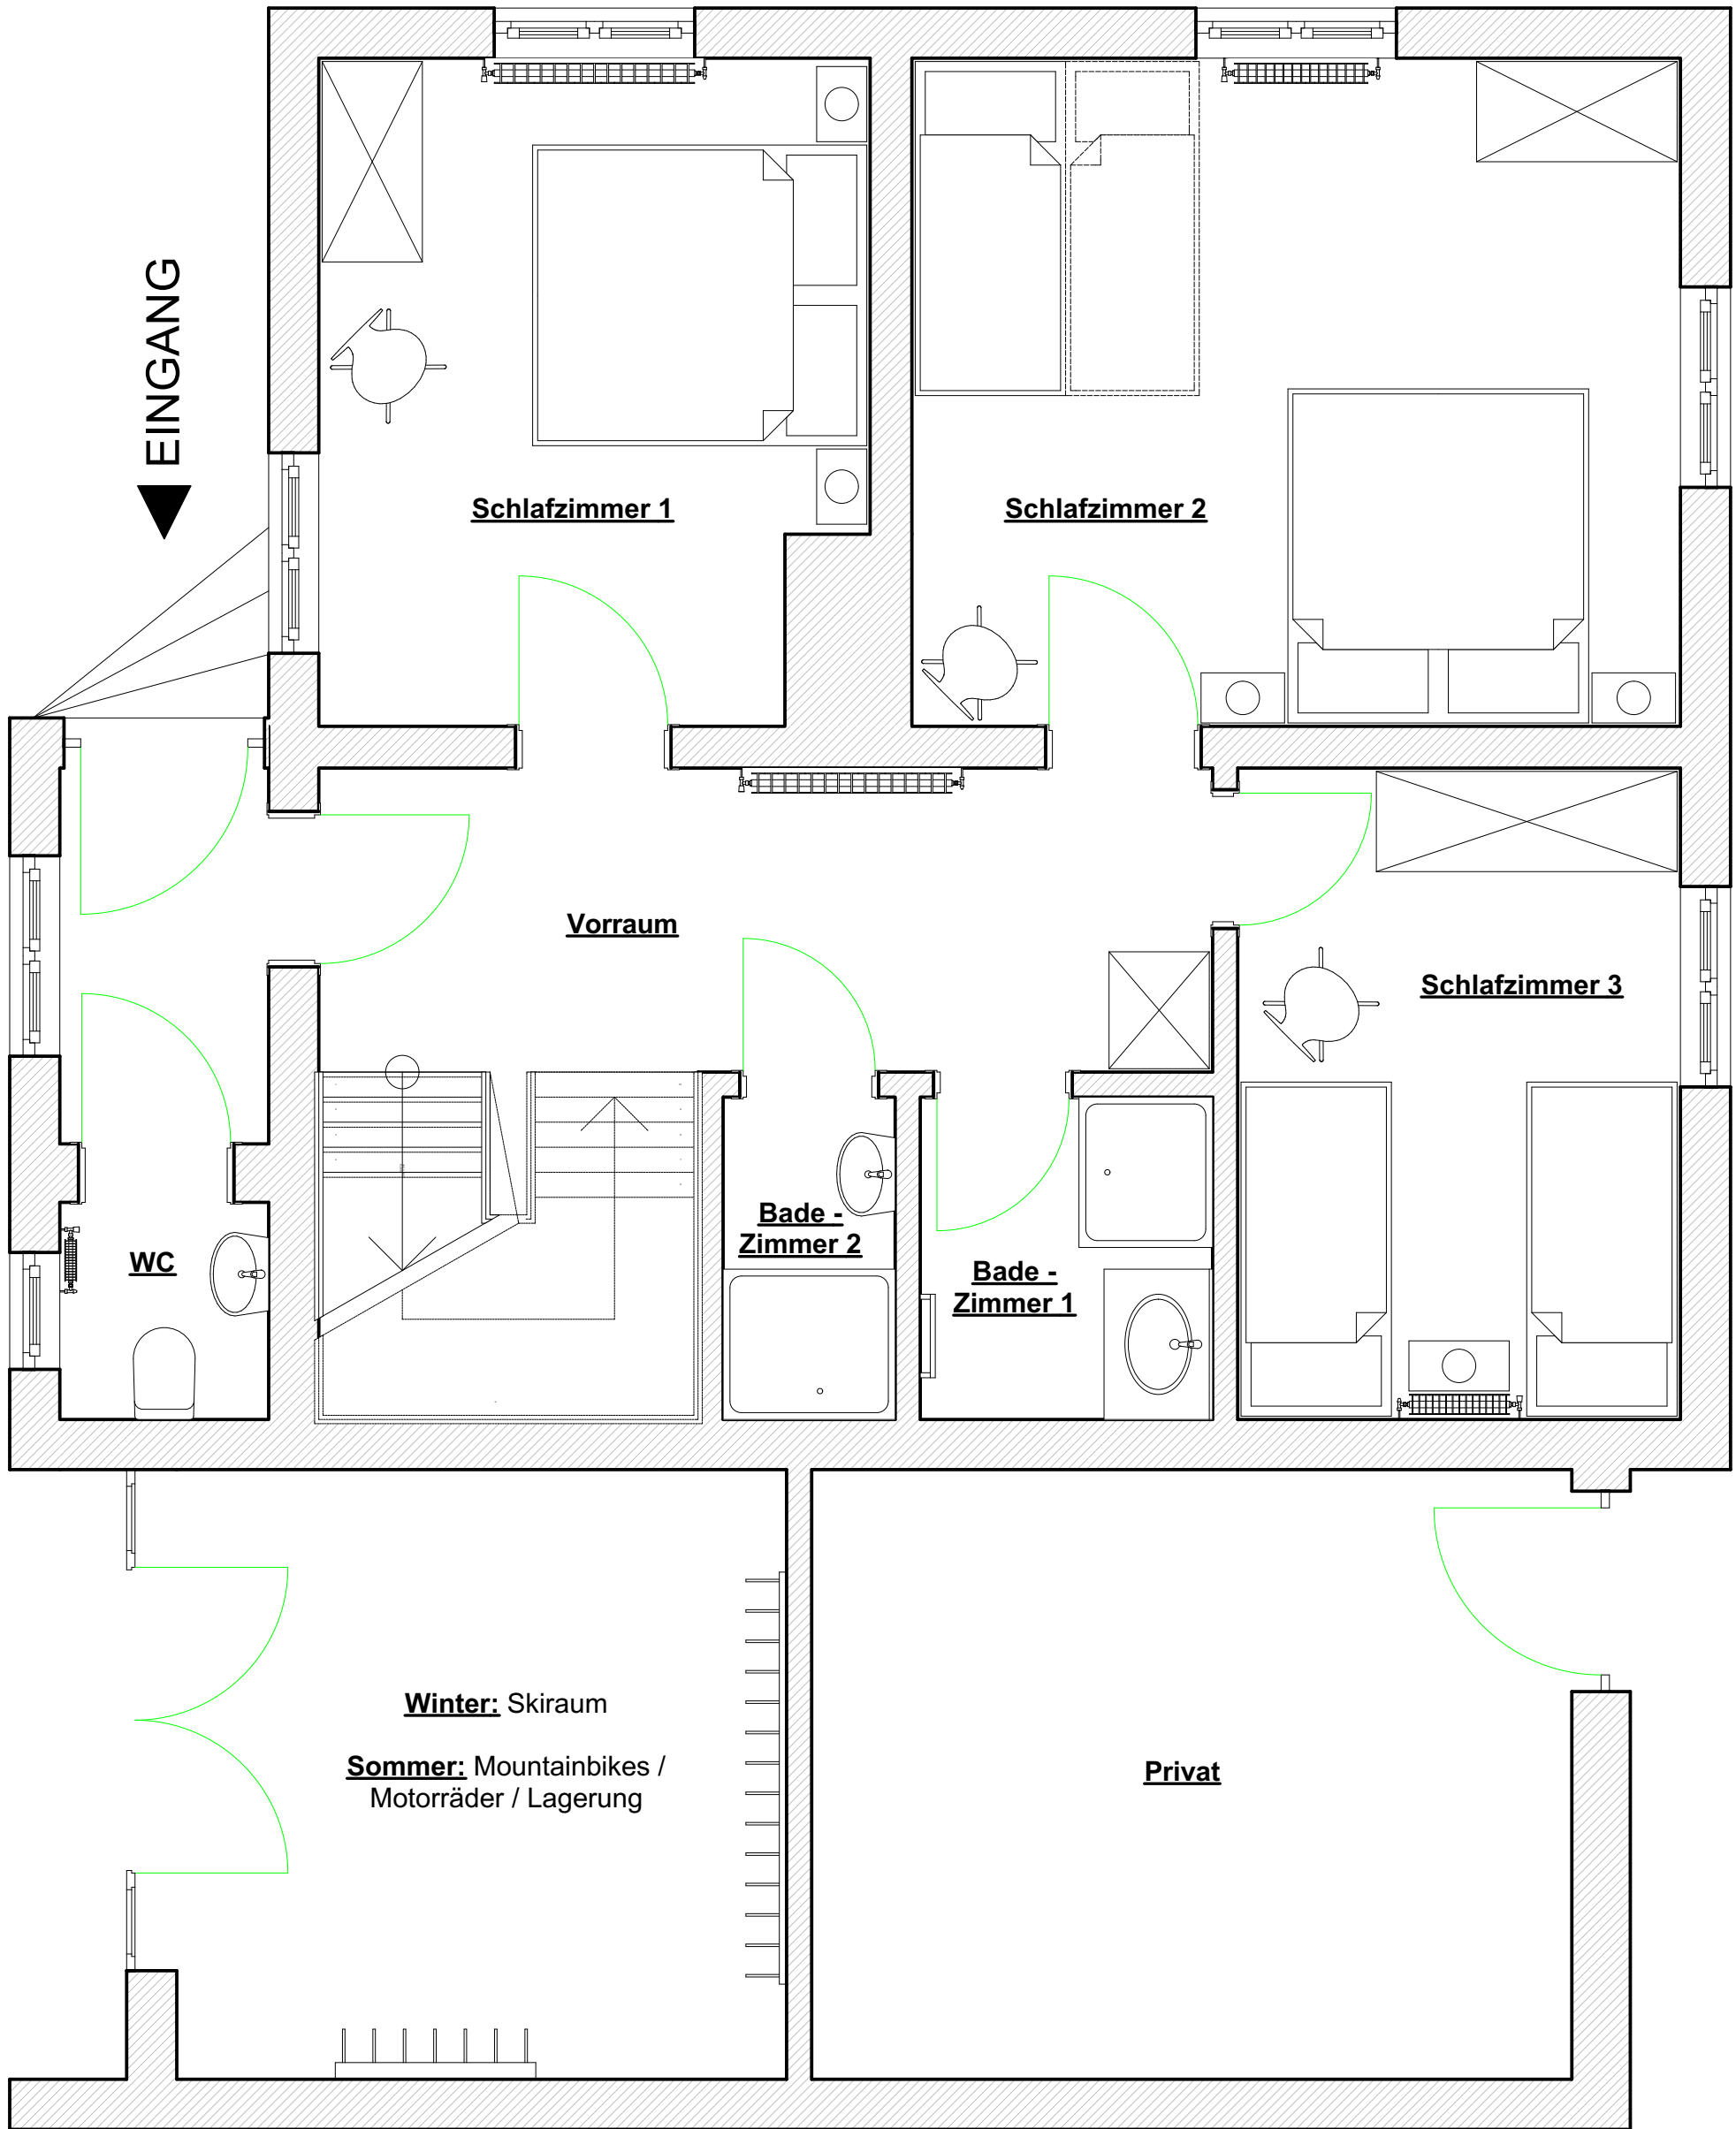 EINGANG
Schlafzimmer 1
Schlafzimmer 2
Vorraum
Schlafzimmer 3
Bade -
Zimmer 2
WC
Bade -
Zimmer 1
Winter: Skiraum
Sommer: Mountainbikes /
Motorräder / Lagerung
Privat